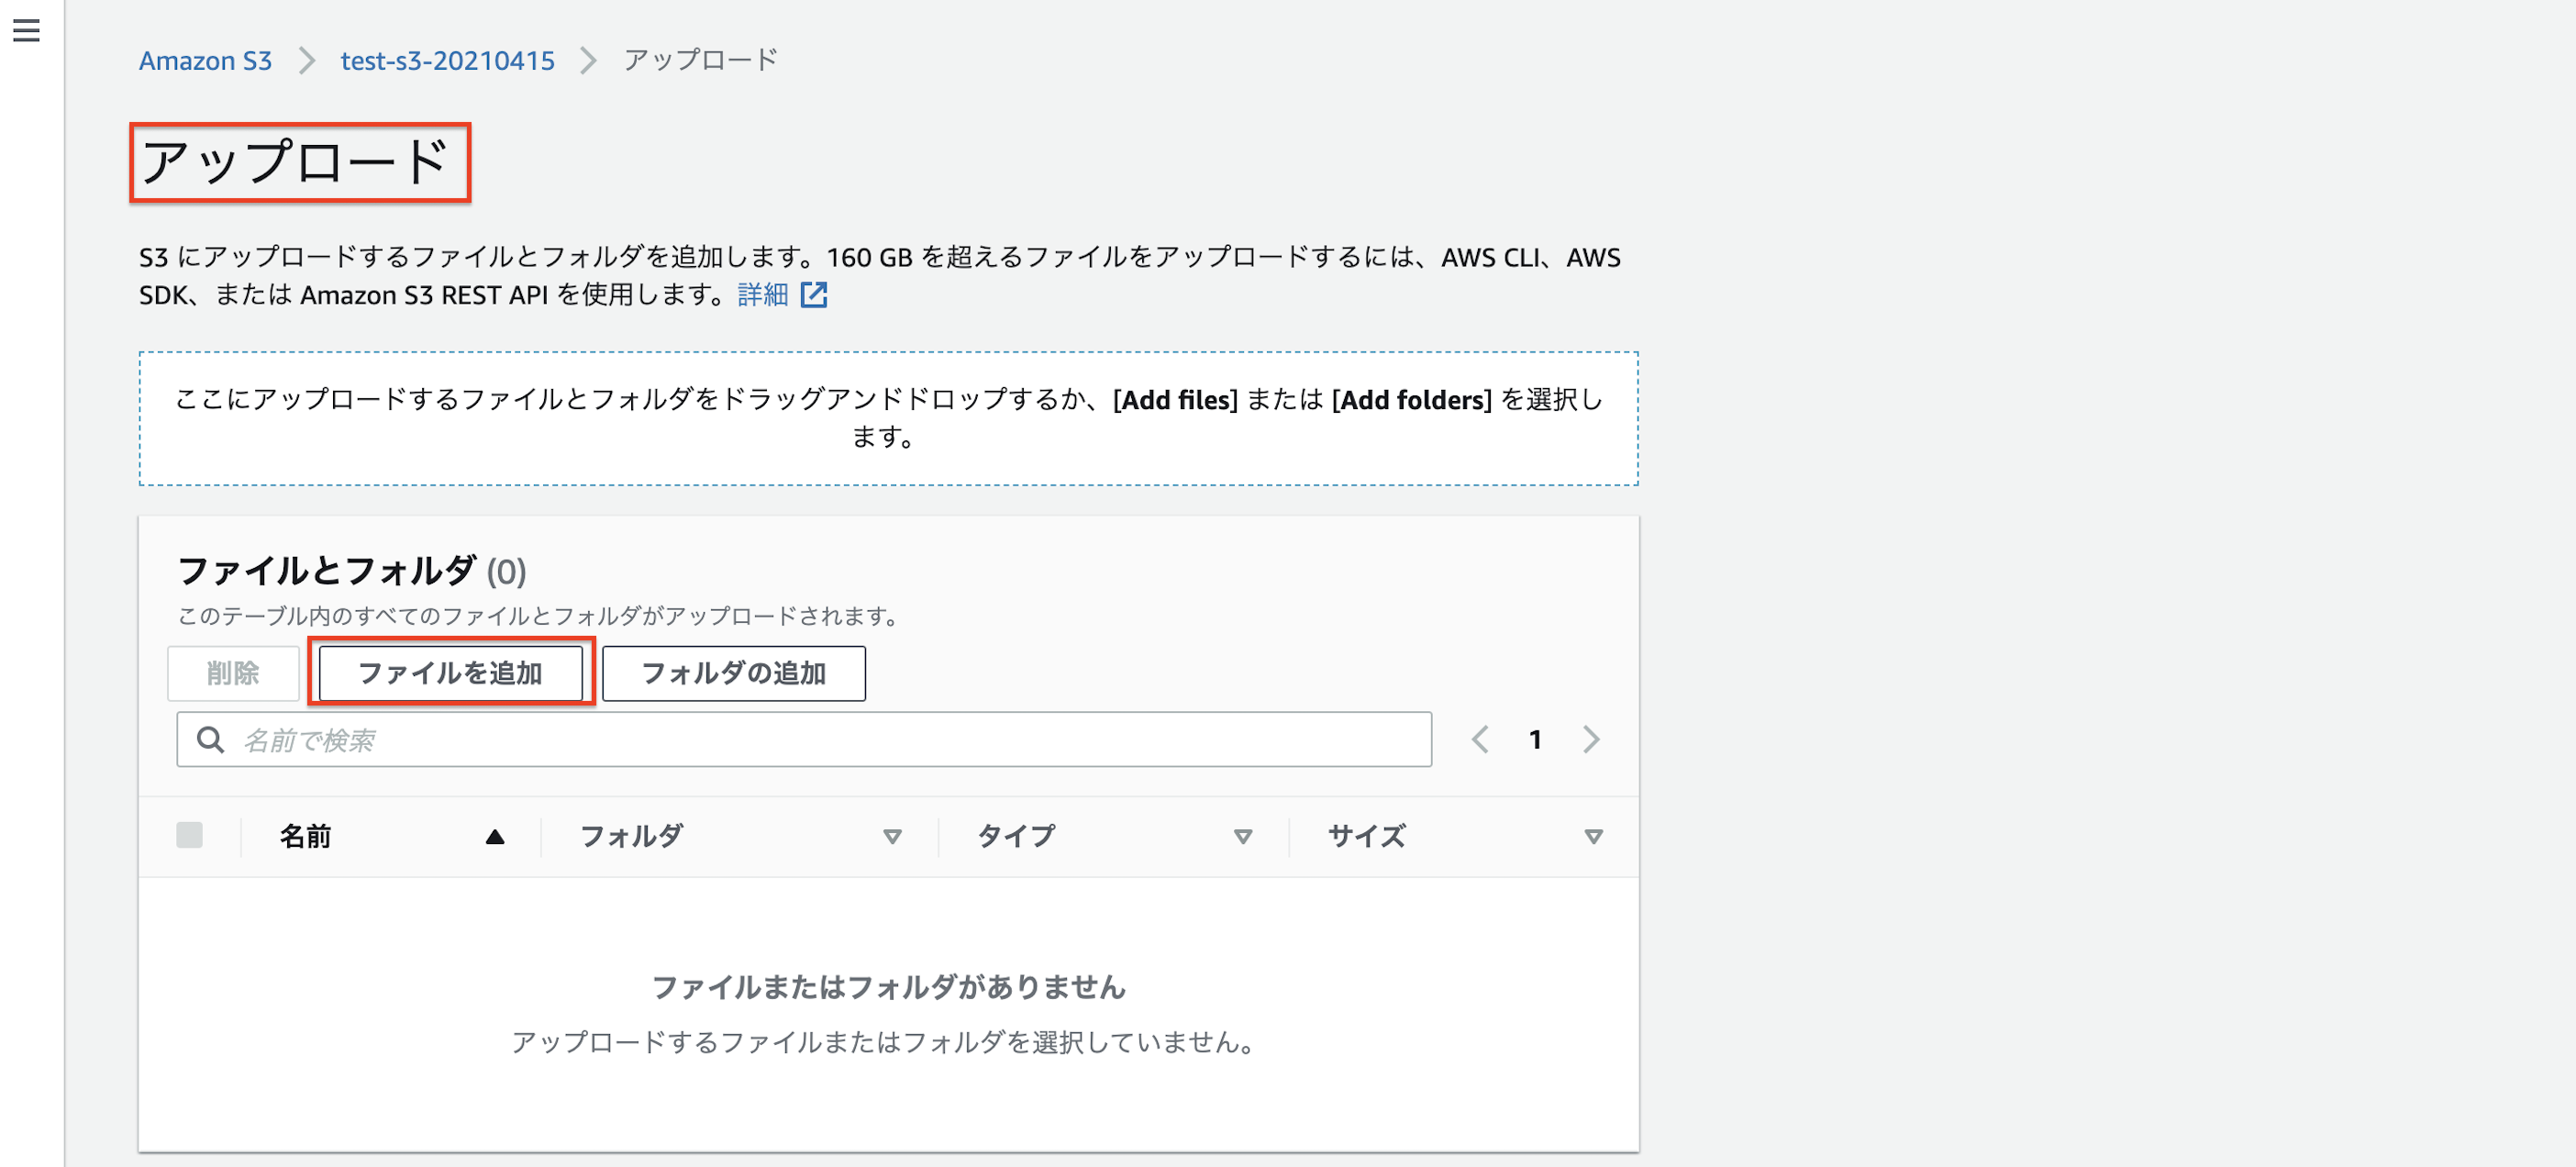 Amazon S3 > test-s3-20210415 > アップロード
アップロード
S3 にアップロードするファイルとフォルダを追加します。160 GB を超えるファイルをアップロードするには、AWS CLI、AWS
SDK、または Amazon S3 REST API を使用します。詳細
ここにアップロードするファイルとフォルダをドラッグアンドドロップするか、[Add files] または [Add folders] を選択し
ます。
ファイルとフォルダ (0)
このテーブル内のすべてのファイルとフォルダがアップロードされます。
削除 ファイルを追加 フォルダの追加
名前で検索 1
名前 フォルダ タイプ サイズ
ファイルまたはフォルダがありません
アップロードするファイルまたはフォルダを選択していません。